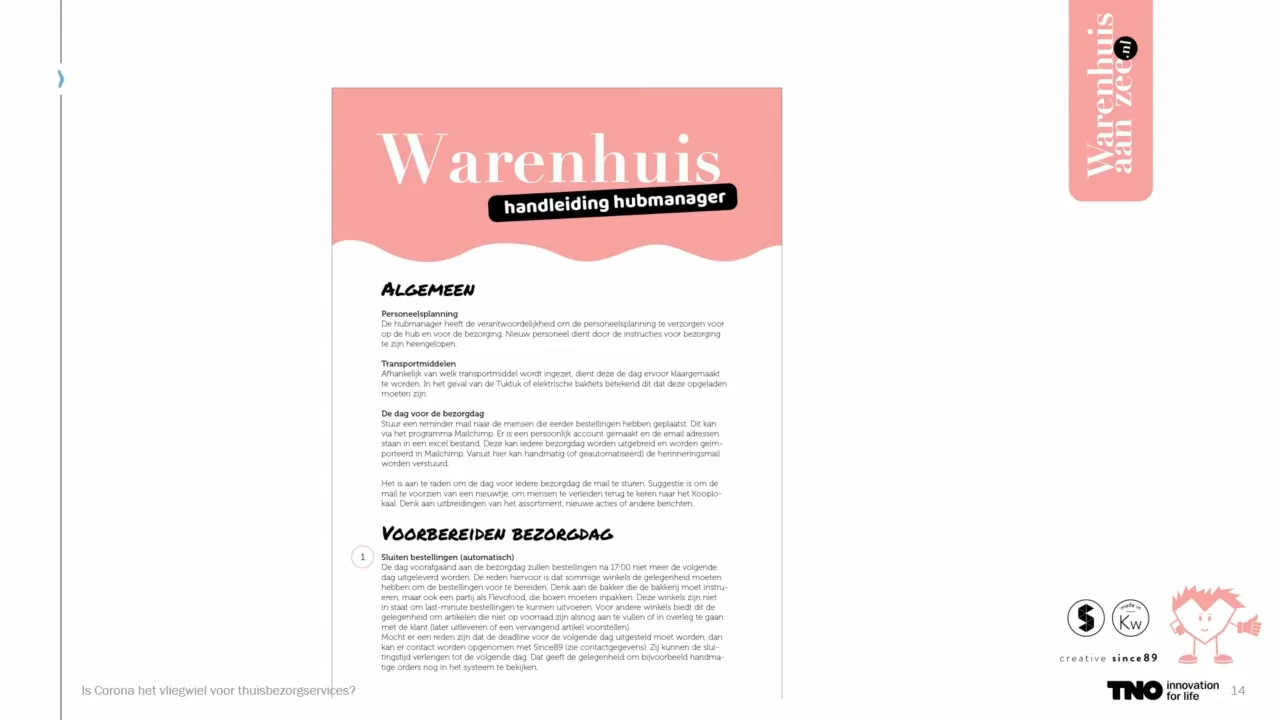 Warenhuis
aan zee.nl
Warenhuis
handleiding hubmanager
ALGEMEEN
Personeelsplanning
De hubmanager heeft de verantwoordelijkheid om de personeelsplanning te verzorgen voor
op de hub en voor de bezorging. Nieuw personeel dient door de instructies voor bezorging
te zijn heengelopen.
Transportmiddelen
Afhankelijk van welk transportmiddel wordt ingezet, dient deze de dag ervoor klaargemaakt
te worden. In het geval van de Tuktuk of elektrische bakfiets betekend dit dat deze opgeladen
moeten zijn.
De dag voor de bezorgdag
Stuur een reminder mail naar de mensen die eerder bestellingen hebben geplaatst. Dit kan
via het programma Mailchimp. Er is een persoonlijk account gemaakt en de email adressen
staan in een excel bestand. Deze kan iedere bezorgdag worden uitgebreid en worden geïm-
porteerd in Mailchimp. Vanuit hier kan handmatig (of geautomatiseerd) de herinneringsmail
worden verstuurd.
Het is aan te raden om de dag voor iedere bezorgdag de mail te sturen. Suggestie is om de
mail te voorzien van een nieuwtje, om mensen te verleiden terug te keren naar het Kooplo-
kaal. Denk aan uitbreidingen van het assortiment, nieuwe acties of andere berichten.
VOORBEREIDEN BEZORGDAG
1
Sluiten bestellingen (automatisch)
De dag voorafgaand aan de bezorgdag zullen bestellingen na 17:00 niet meer de volgende
dag uitgeleverd worden. De reden hiervoor is dat sommige winkels de gelegenheid moeten
hebben om de bestellingen voor te bereiden. Denk aan de bakker die de bakkerij moet instru-
eren, maar ook een partij als Flevofood, die boxen moeten inpakken. Deze winkels zijn niet
in staat om last-minute bestellingen te kunnen uitvoeren. Voor andere winkels biedt dit de
gelegenheid om artikelen die niet op voorraad zijn alsnog aan te vullen of in overleg te gaan
met de klant (later uitleveren of een vervangend artikel voorstellen).
Mocht er een reden zijn dat de deadline voor de volgende dag uitgesteld moet worden, dan
kan er contact worden opgenomen met Since89 (zie contactgegevens). Zij kunnen de slui-
tingstijd verlengen tot de volgende dag. Dat geeft de gelegenheid om bijvoorbeeld handma-
tige orders nog in het systeem te bekijken.
made in
Kw
creative since89
Is Corona het vliegwiel voor thuisbezorgservices?
TNO innovation
for life
14